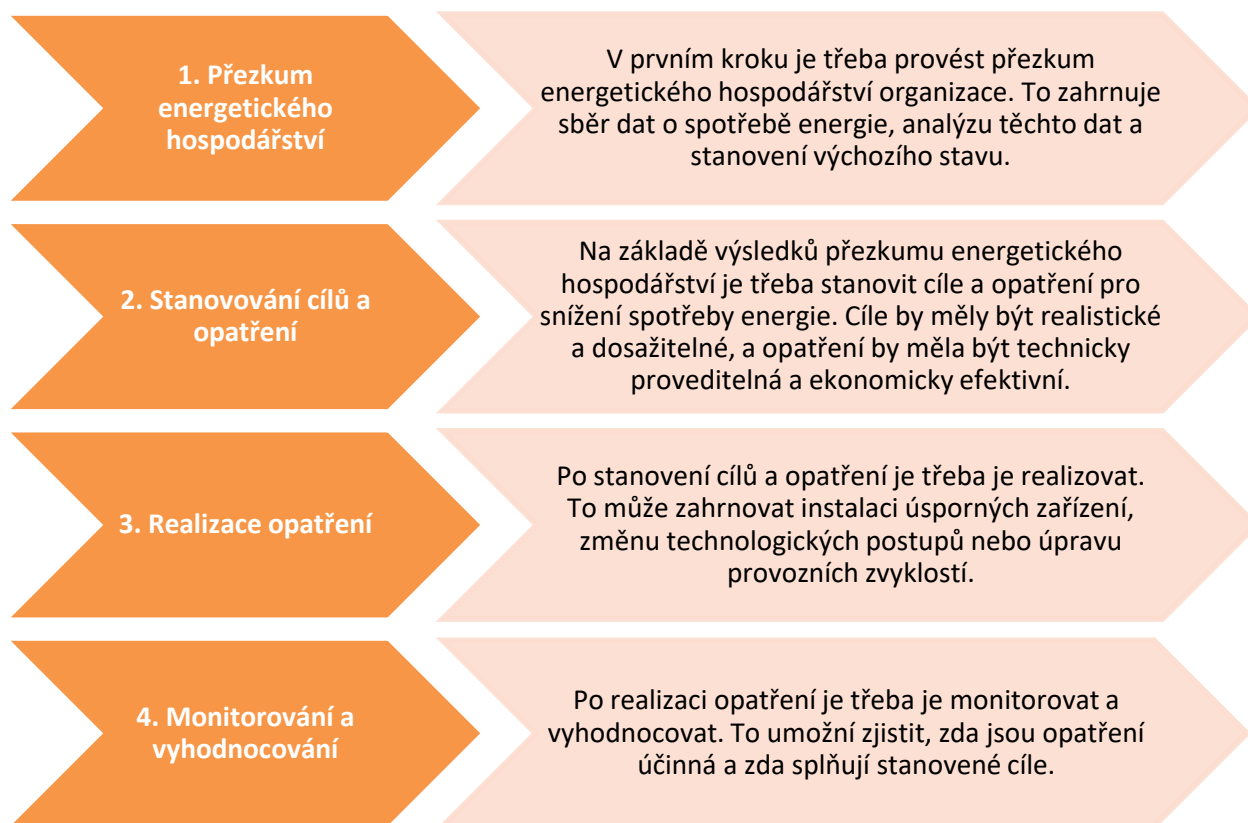 1. Přezkum
energetického
hospodářství
V prvním kroku je třeba provést přezkum
energetického hospodářství organizace. To zahrnuje
sběr dat o spotřebě energie, analýzu těchto dat a
stanovení výchozího stavu.
2. Stanovování cílů a
opatření
Na základě výsledků přezkumu energetického
hospodářství je třeba stanovit cíle a opatření pro
snížení spotřeby energie. Cíle by měly být realistické
a dosažitelné, a opatření by měla být technicky
proveditelná a ekonomicky efektivní.
3. Realizace opatření
Po stanovení cílů a opatření je třeba je realizovat.
To může zahrnovat instalaci úsporných zařízení,
změnu technologických postupů nebo úpravu
provozních zvyklostí.
4. Monitorování a
vyhodnocování
Po realizaci opatření je třeba je monitorovat a
vyhodnocovat. To umožní zjistit, zda jsou opatření
účinná a zda splňují stanovené cíle.